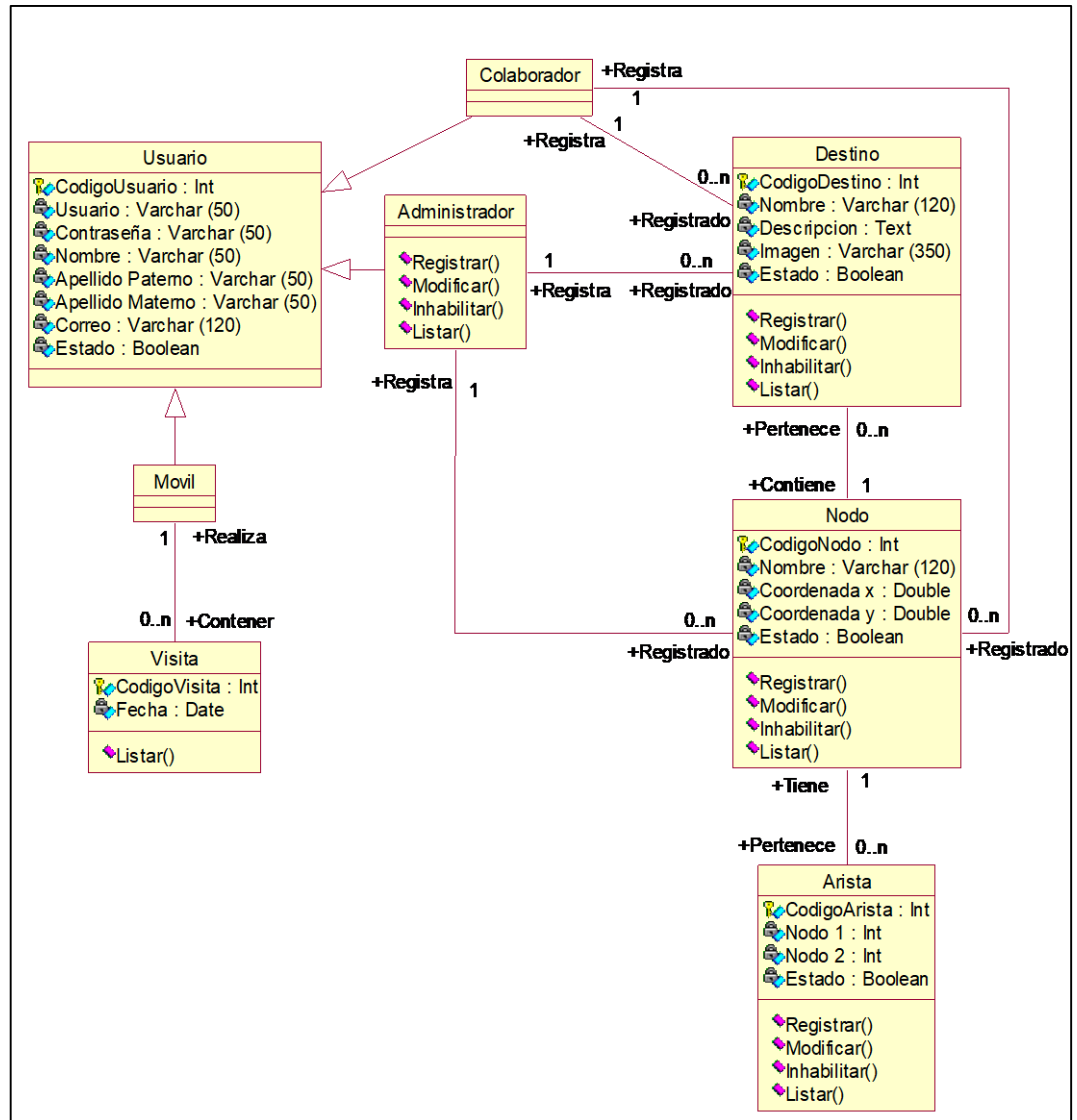 Colaborador
+Registra
1
1
+Registra
0..n
+Registrado
Usuario
CodigoUsuario : Int
Usuario : Varchar (50)
Contraseña : Varchar (50)
Nombre : Varchar (50)
Apellido Paterno : Varchar (50)
Apellido Materno : Varchar (50)
Correo : Varchar (120)
Estado : Boolean
Administrador
Registrar()
Modificar()
Inhabilitar()
Listar()
1
+Registra
0..n
+Registrado
Destino
CodigoDestino : Int
Nombre : Varchar (120)
Descripcion : Text
Imagen : Varchar (350)
Estado : Boolean
Registrar()
Modificar()
Inhabilitar()
Listar()
+Registra
1
+Pertenece
0..n
+Contiene
1
Movil
1
+Realiza
0..n
+Contener
Visita
CodigoVisita : Int
Fecha : Date
Listar()
Nodo
CodigoNodo : Int
Nombre : Varchar (120)
Coordenada x : Double
Coordenada y : Double
Estado : Boolean
Registrar()
Modificar()
Inhabilitar()
Listar()
0..n
+Registrado
0..n
+Registrado
+Tiene
1
+Pertenece
0..n
Arista
CodigoArista : Int
Nodo 1 : Int
Nodo 2 : Int
Estado : Boolean
Registrar()
Modificar()
Inhabilitar()
Listar()